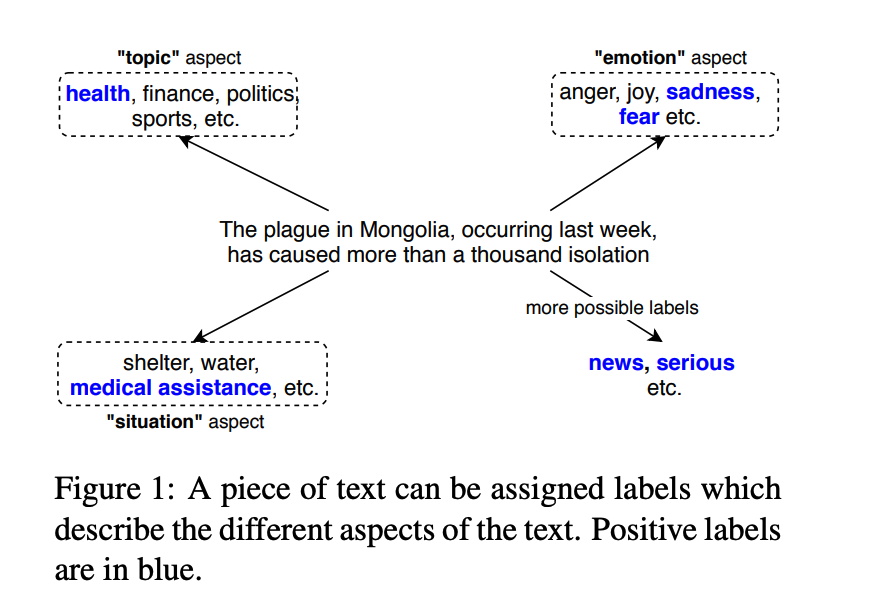 "topic" aspect
health, finance, politics,
sports, etc.
"emotion" aspect
anger, joy, sadness,
fear etc.
The plague in Mongolia, occurring last week,
has caused more than a thousand isolation
more possible labels
shelter, water,
medical assistance, etc.
"situation" aspect
news, serious
etc.
Figure 1: A piece of text can be assigned labels which
describe the different aspects of the text. Positive labels
are in blue.